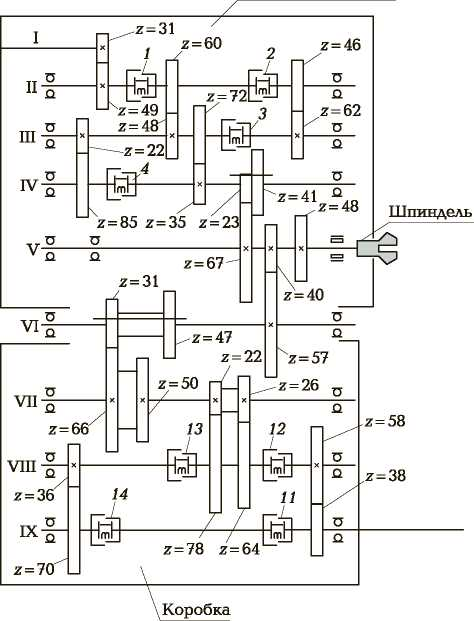 z=31
I
1
z=60
2
z=46
II
z=49
z=72
z=48
3
III
z=62
z=22
4
IV
z=41
z=48
Шпиндель
z=85
z=35
z=23
V
z=67
z=31
z=40
VI
z=47
z=57
z=22
z=50
z=26
VII
z=66
13
12
z=58
VIII
z=36
14
11
z=38
IX
z=78
z=64
z=70
Коробка